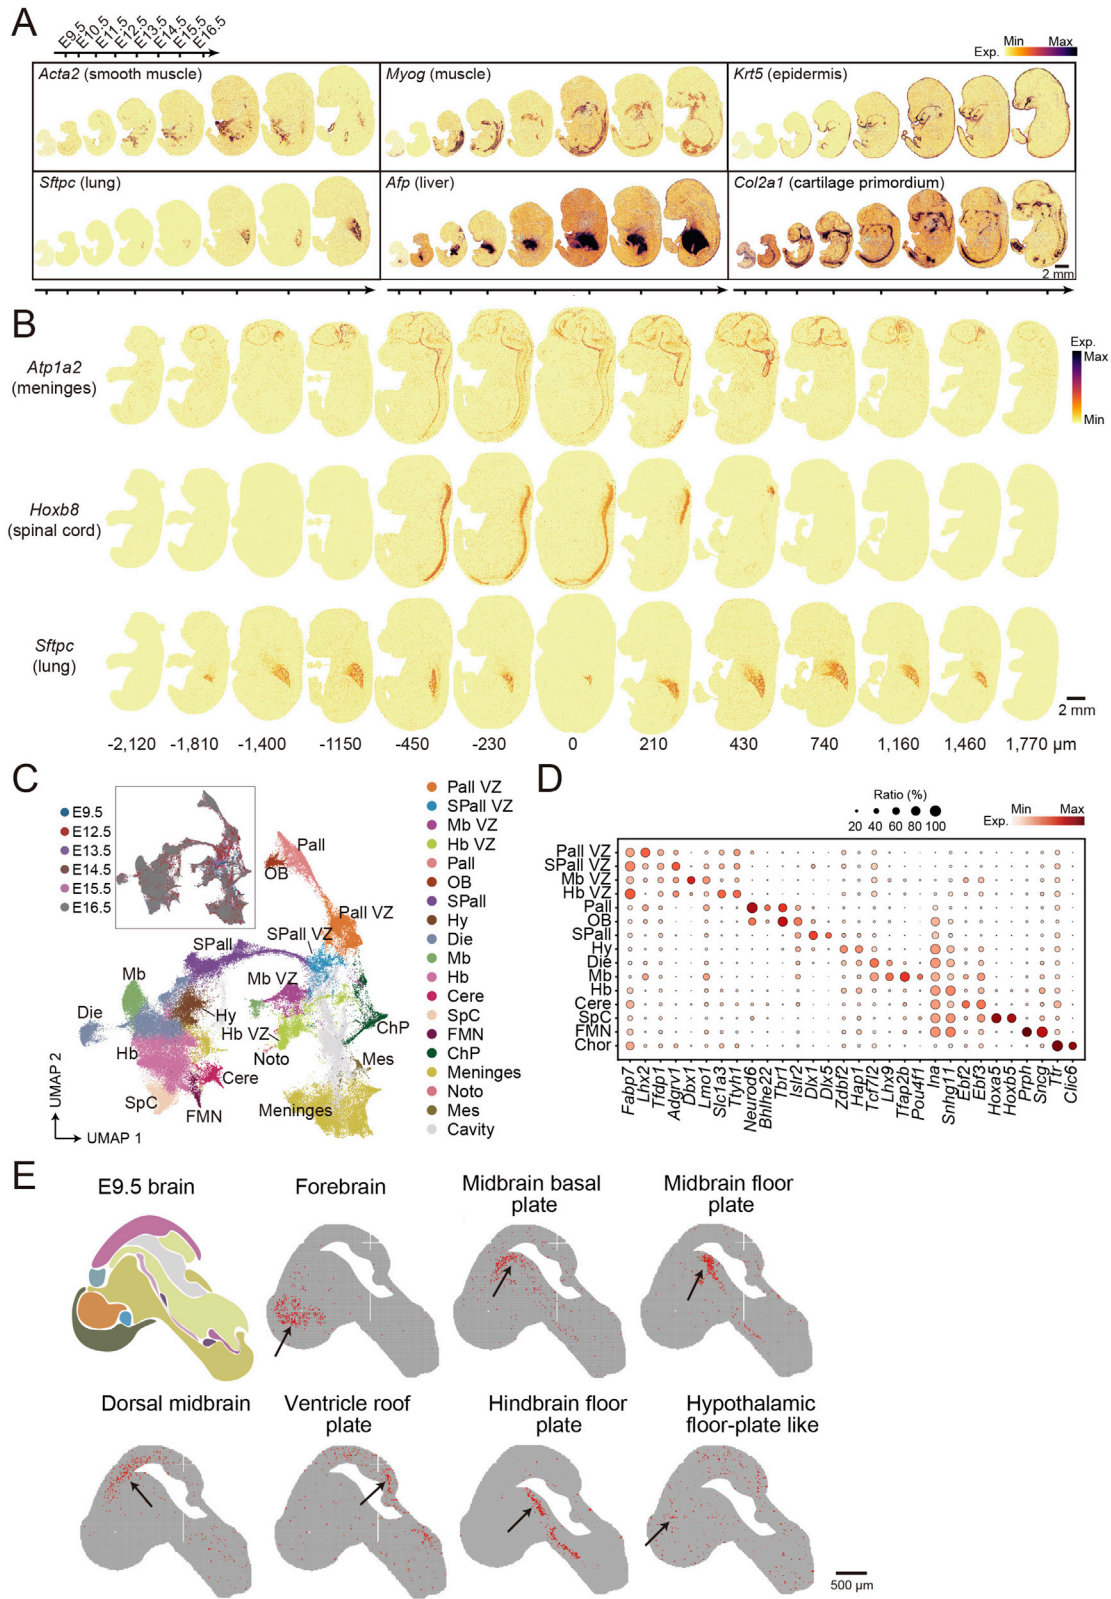 A
E9.5
E10.5
E11.5
E12.5
E13.5
E14.5
E15.5
E16.5
Min Max
Exp.
Acta2 (smooth muscle)
Myog (muscle)
Krt5 (epidermis)
Sftpc (lung)
Afp (liver)
Col2a1 (cartilage primordium)
2 mm
B
Exp.
Max
Min
Atp1a2
(meninges)
Hoxb8
(spinal cord)
Sftpc
(lung)
2 mm
-2,120 -1,810 -1,400 -1150 -450 -230 0 210 430 740 1,160 1,460 1,770 µm
C
E9.5
E12.5
E13.5
E14.5
E15.5
E16.5
Pall
OB
Pall VZ
SPall VZ
SPall
Mb VZ
Mb
Die
Hy
Hb VZ
ChP
Hb
Noto
Mes
Cere
SpC
FMN
Meninges
UMAP 2
UMAP 1
Pall VZ
SPall VZ
Mb VZ
Hb VZ
Pall
OB
SPall
Hy
Die
Mb
Hb
Cere
SpC
FMN
ChP
Meninges
Noto
Mes
Cavity
D
Ratio (%)
20 40 60 80 100
Min Max
Exp.
Pall VZ
SPall VZ
Mb VZ
Hb VZ
Pall
OB
SPall
Hy
Die
Mb
Hb
Cere
SpC
FMN
Chor
Fabp7
Lhx2
Tfdp1
Adgrv1
Dbx1
Lmo1
Slc1a3
Ttyh1
Neurod6
Bhlhe22
Tbr1
Islr2
Dlx1
Dlx5
Zdbf2
Hap1
Tcf7l2
Lhx9
Tfap2b
Pou4f1
Ina
Snhg11
Ebf2
Ebf3
Hoxa5
Hoxb5
Prph
Sncg
Ttr
Clic6
E
E9.5 brain
Forebrain
Midbrain basal
plate
Midbrain floor
plate
Dorsal midbrain
Ventricle roof
plate
Hindbrain floor
plate
Hypothalamic
floor-plate like
500 µm